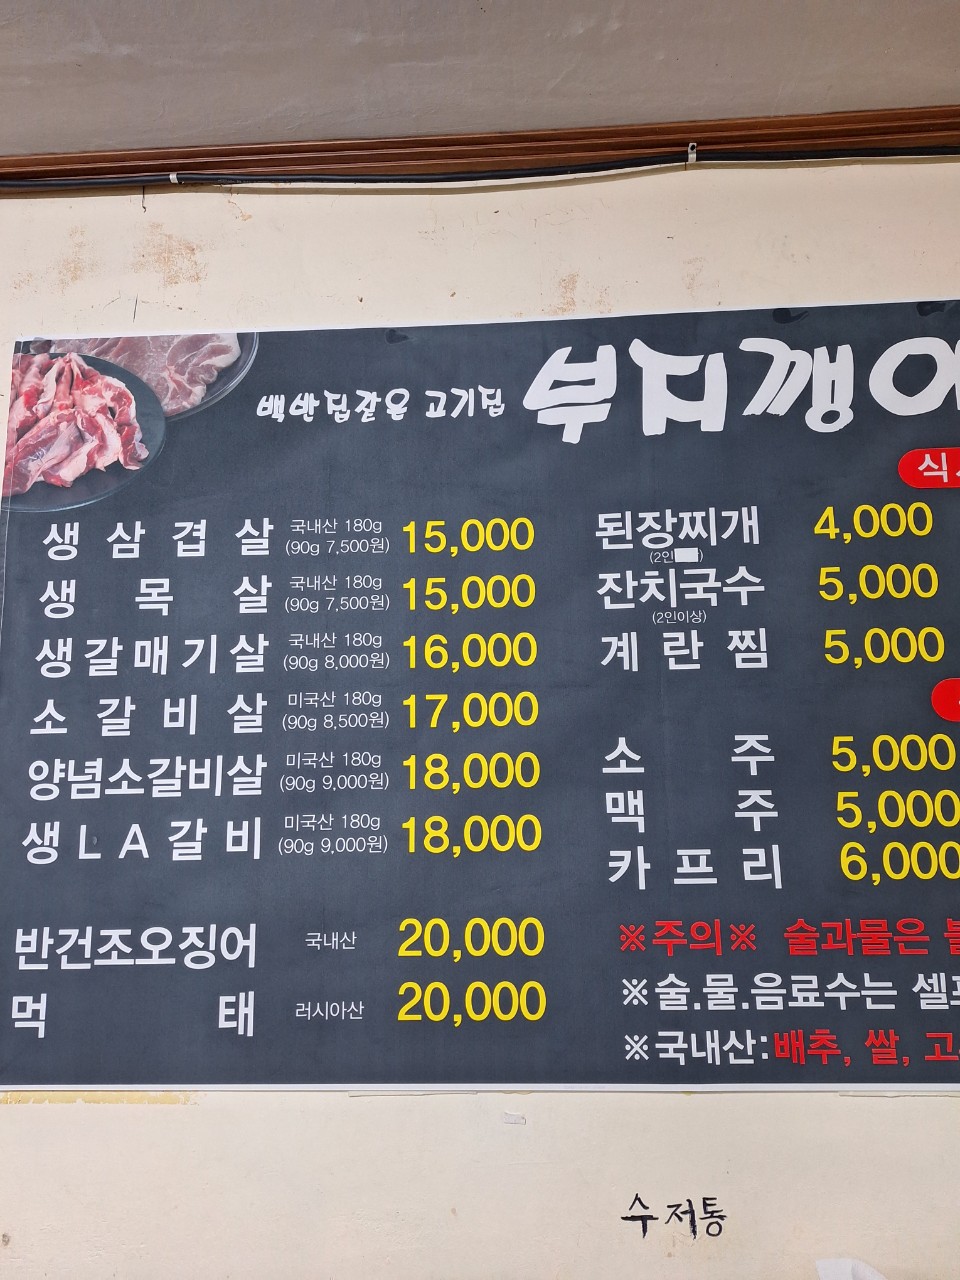 백반집같은 고기집 부지깽이
식
생삼겹살 국내산 180g (90g 7,500원) 15,000
생목살 국내산 180g (90g 7,500원) 15,000
생갈매기살 국내산 180g (90g 8,000원) 16,000
소갈비살 미국산 180g (90g 8,500원) 17,000
양념소갈비살 미국산 180g (90g 9,000원) 18,000
생LA갈비 미국산 180g (90g 9,000원) 18,000
반건조오징어 국내산 20,000
먹태 러시아산 20,000
된장찌개 4,000
(2인
잔치국수 5,000
(2인이상)
계란찜 5,000
소주 5,000
맥주 5,000
카프리 6,000
※주의※ 술과물은
※술.물.음료수는 셀프
※국내산:배추, 쌀, 고
수저통